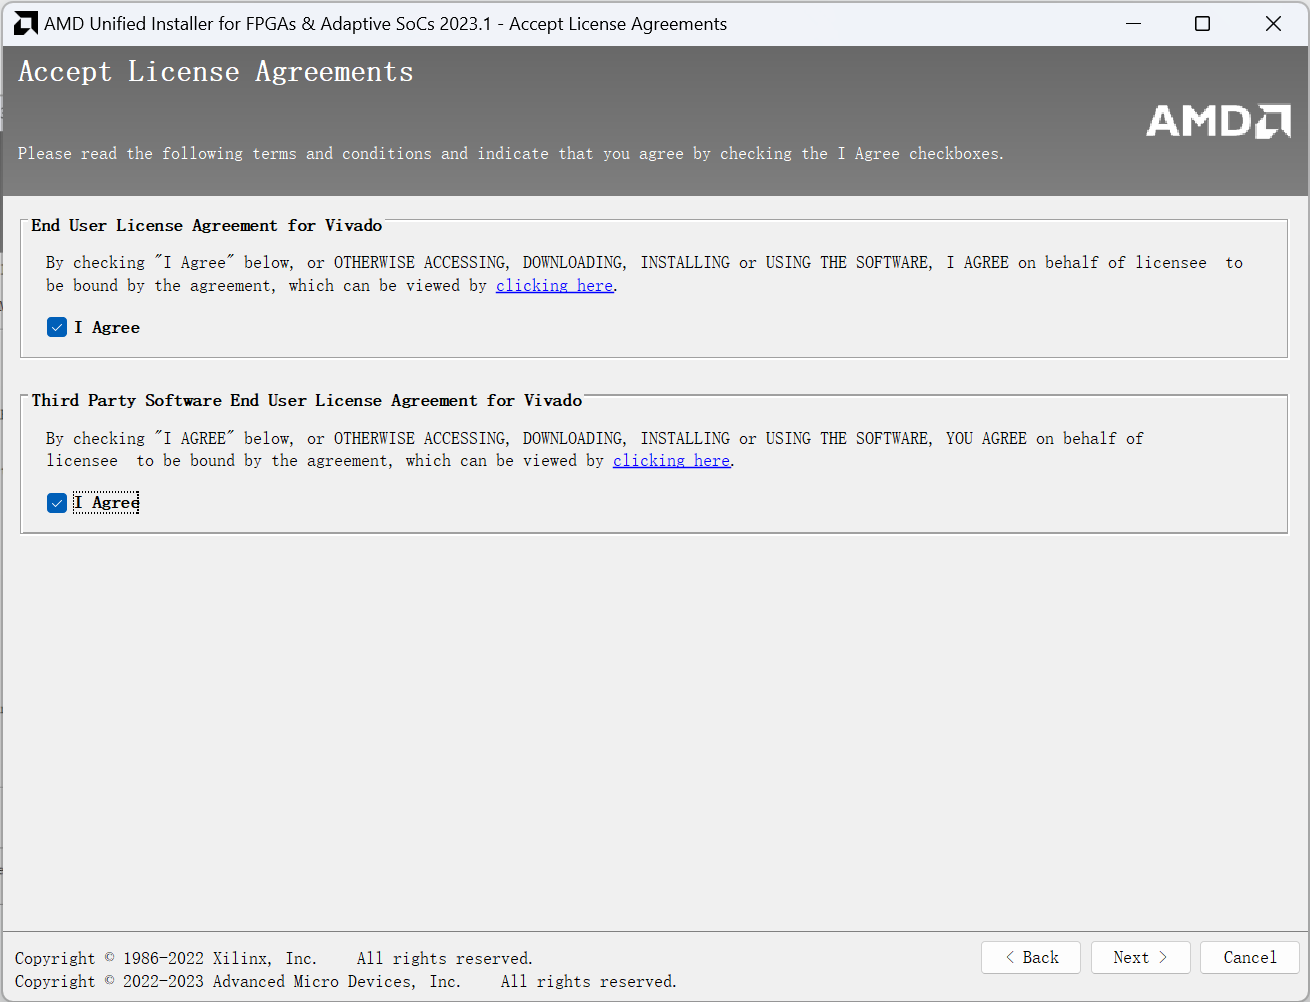 AMD Unified Installer for FPGAs & Adaptive SoCs 2023.1 - Accept License Agreements
Accept License Agreements
AMD
Please read the following terms and conditions and indicate that you agree by checking the I Agree checkboxes.
End User License Agreement for Vivado
By checking "I Agree" below, or OTHERWISE ACCESSING, DOWNLOADING, INSTALLING or USING THE SOFTWARE, I AGREE on behalf of licensee to
be bound by the agreement, which can be viewed by clicking here.
I Agree
Third Party Software End User License Agreement for Vivado
By checking "I AGREE" below, or OTHERWISE ACCESSING, DOWNLOADING, INSTALLING or USING THE SOFTWARE, YOU AGREE on behalf of
licensee to be bound by the agreement, which can be viewed by clicking here.
I Agree
Copyright © 1986-2022 Xilinx, Inc. All rights reserved.
Copyright © 2022-2023 Advanced Micro Devices, Inc. All rights reserved.
< Back
Next >
Cancel